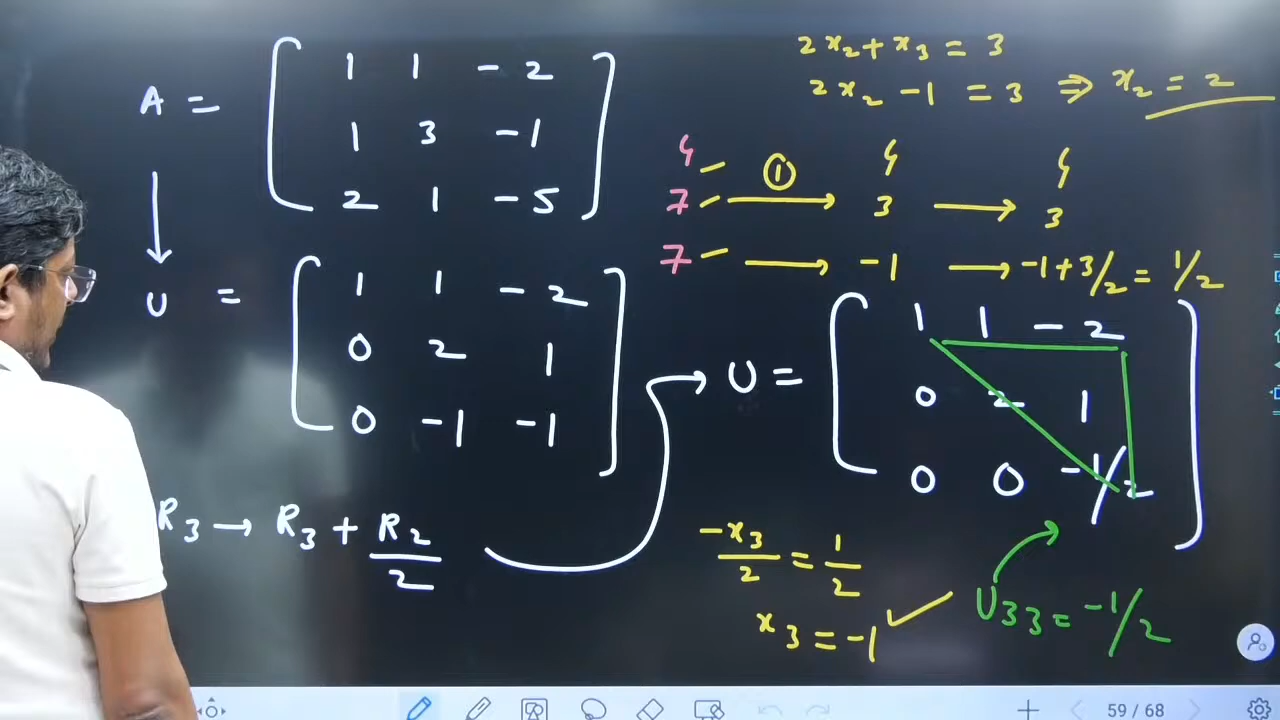 A = [ 1 1 -2
1 3 -1
2 1 -5 ]
↓
U = [ 1 1 -2
0 2 1
0 -1 -1 ]
R3 → R3 + R2/2
2x2 + x3 = 3
2x2 - 1 = 3 ⇒ x2 = 2
4 4 4
7 —①→ 3 → 3
7 → -1 → -1+3/2 = 1/2
→ U = [ 1 1 -2
0 2 1
0 0 -1/2 ]
-x3/2 = 1/2
x3 = -1 ✓
U33 = -1/2
59 / 68